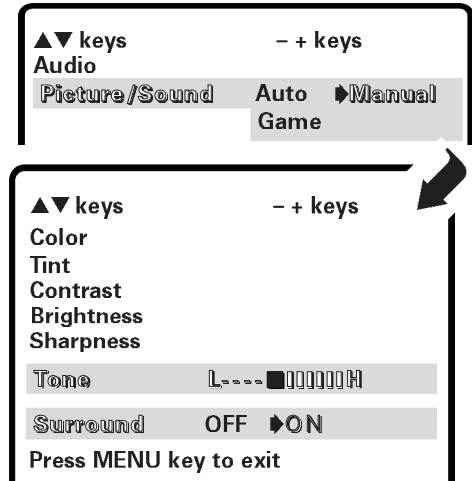 ▲▼ keys – + keys
Audio
Picture/Sound Auto ➧Manual
Game
▲▼ keys – + keys
Color
Tint
Contrast
Brightness
Sharpness
Tone L----■▯▯▯▯▯▯H
Surround OFF ➧ON
Press MENU key to exit